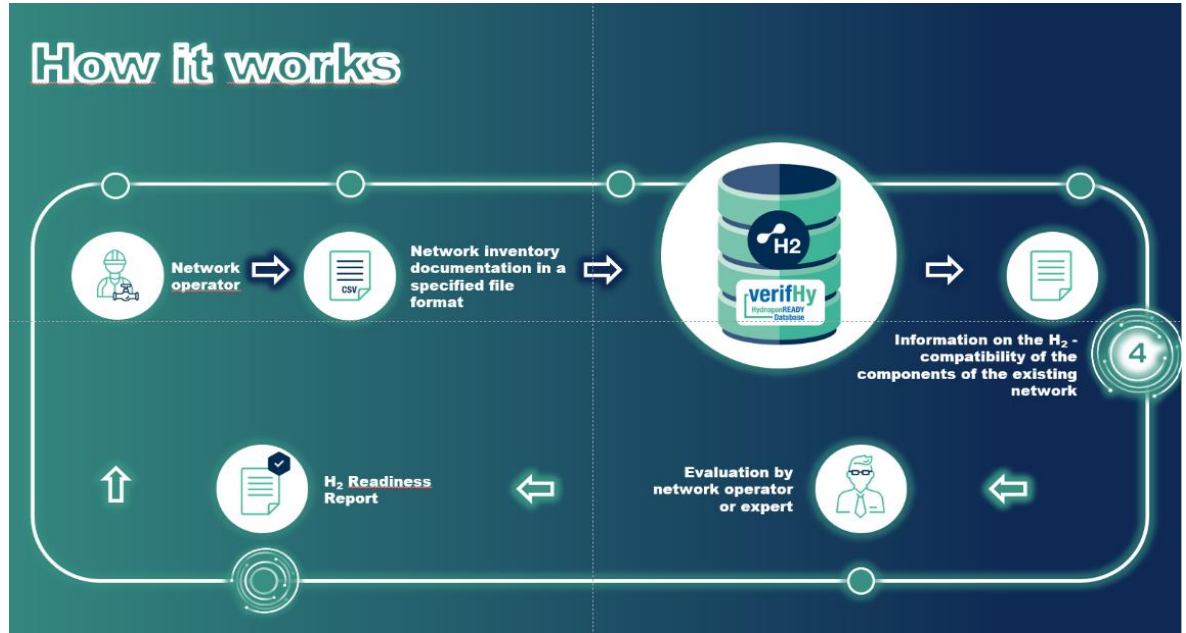 How it works
Network
operator
CSV
Network inventory
documentation in a
specified file
format
H2
verifHy
HydrogenREADY
Database
Information on the H₂ -
compatibility of the
components of the existing
network
4
H₂ Readiness
Report
Evaluation by
network operator
or expert